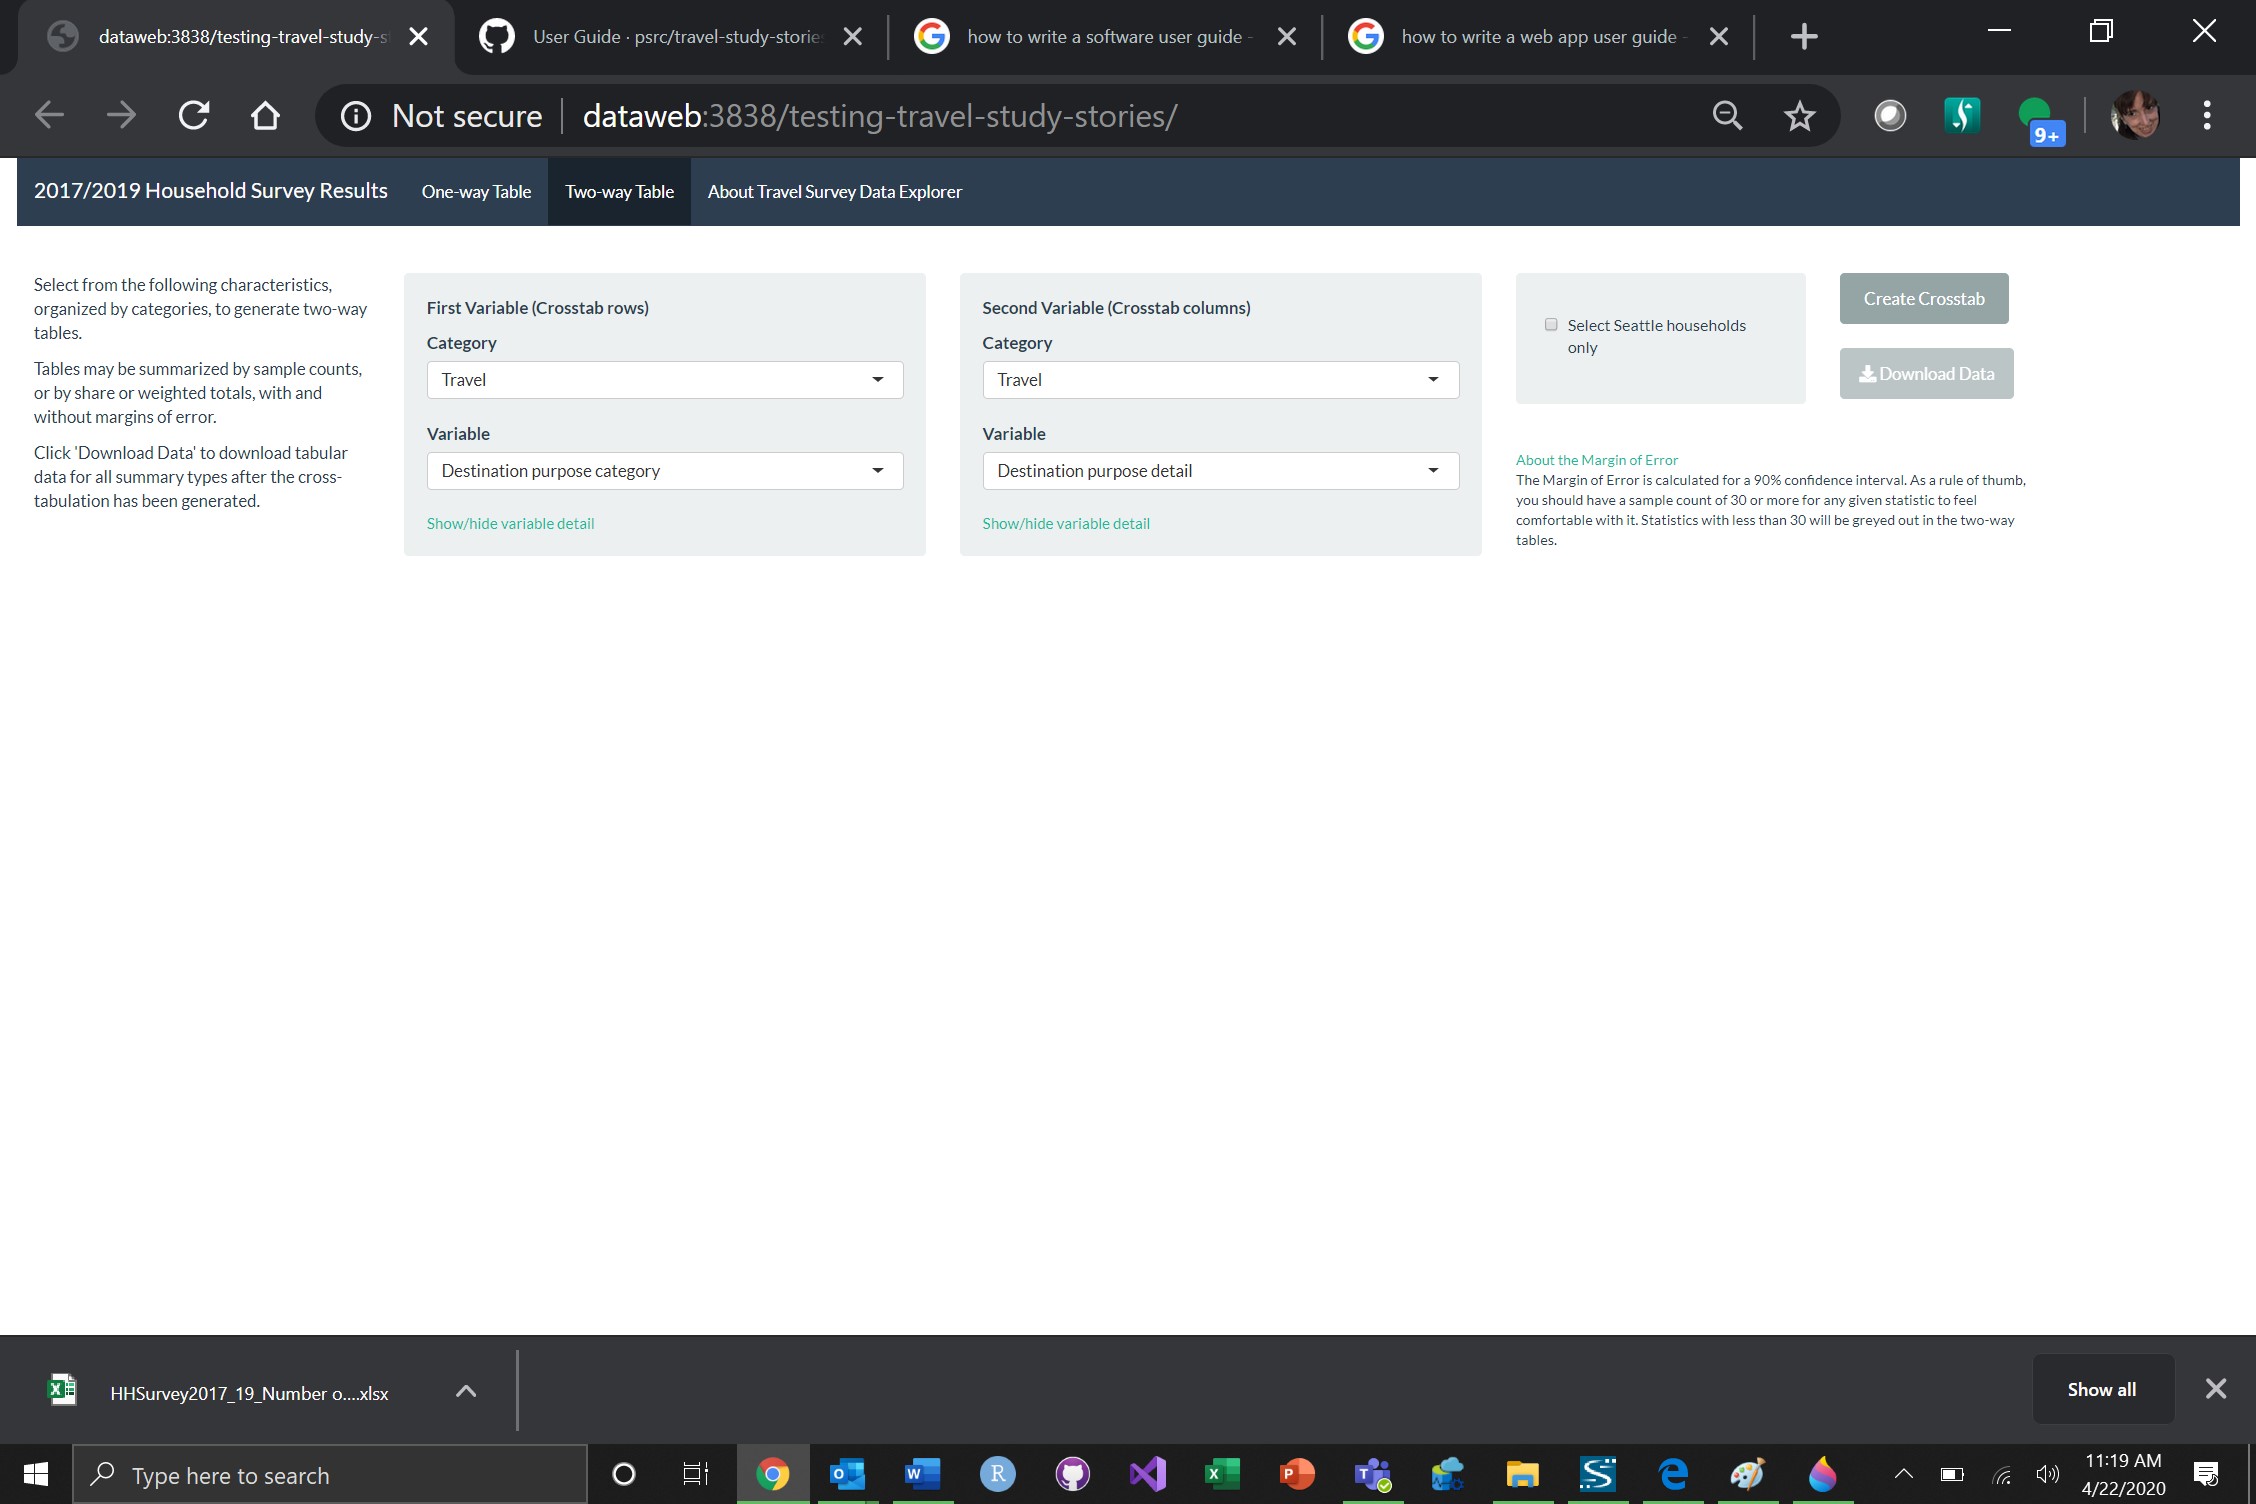 dataweb:3838/testing-travel-study-s
User Guide · psrc/travel-study-stories
how to write a software user guide -
how to write a web app user guide -
Not secure
dataweb:3838/testing-travel-study-stories/
9+
2017/2019 Household Survey Results
One-way Table
Two-way Table
About Travel Survey Data Explorer
Select from the following characteristics,
organized by categories, to generate two-way
tables.
Tables may be summarized by sample counts,
or by share or weighted totals, with and
without margins of error.
Click 'Download Data' to download tabular
data for all summary types after the cross-
tabulation has been generated.
First Variable (Crosstab rows)
Category
Travel
Variable
Destination purpose category
Show/hide variable detail
Second Variable (Crosstab columns)
Category
Travel
Variable
Destination purpose detail
Show/hide variable detail
Select Seattle households
only
Create Crosstab
Download Data
About the Margin of Error
The Margin of Error is calculated for a 90% confidence interval. As a rule of thumb,
you should have a sample count of 30 or more for any given statistic to feel
comfortable with it. Statistics with less than 30 will be greyed out in the two-way
tables.
HHSurvey2017_19_Number o....xlsx
Show all
Type here to search
11:19 AM
4/22/2020